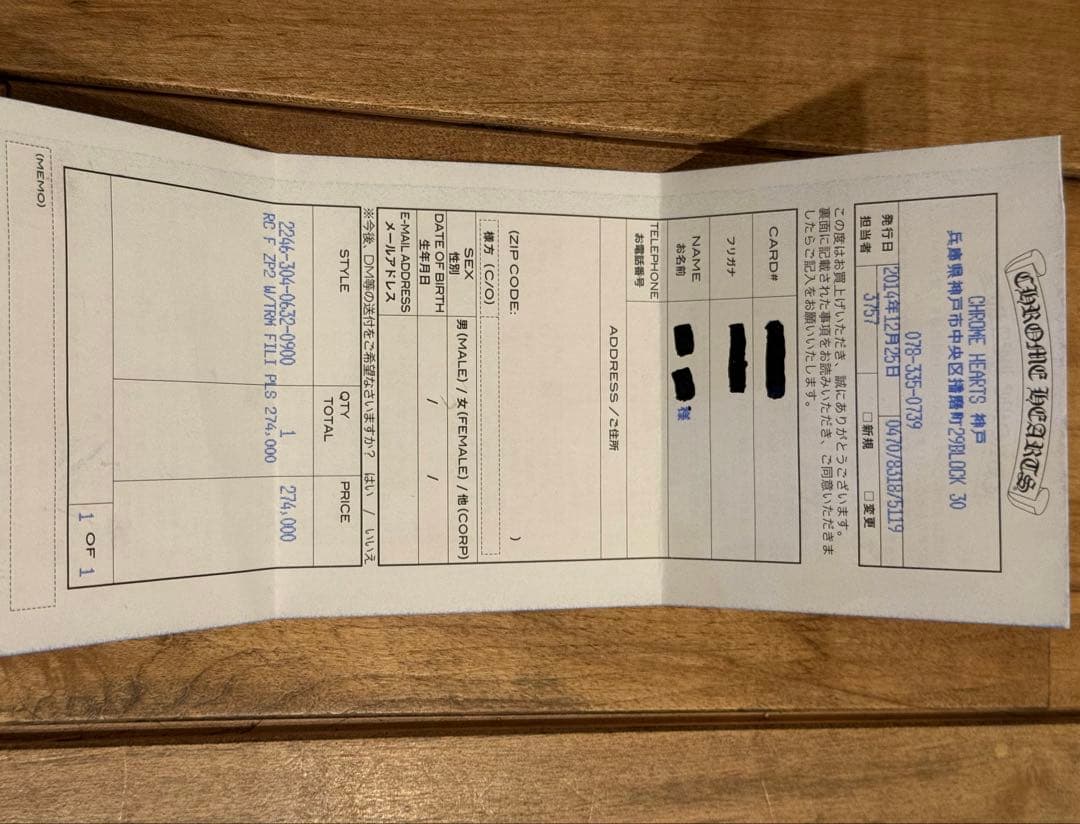 CHROME HEARTS
CHROME HEARTS 神戸
兵庫県神戸市中央区播磨町29BLOCK 30
078-335-0739
発行日 2014年12月25日 0470/8318/5119
担当者 3757 □新規 □変更
この度はお買上げいただき、誠にありがとうございます。
裏面に記載された事項をお読みいただき、ご同意いただきま
したらご記入をお願いいたします。
CARD#
フリガナ
NAME
お名前 様
TELEPHONE
お電話番号
ADDRESS / ご住所
(ZIP CODE: )
様方 (C/O)
SEX
性別 男 (MALE) / 女 (FEMALE) / 他 (CORP)
DATE OF BIRTH
生年月日 / /
E-MAIL ADDRESS
メールアドレス
※今後、DM等の送付をご希望なさいますか? はい / いいえ
STYLE QTY TOTAL PRICE
2246-304-0632-0900 1 274,000
RC F ZP2 W/TRM FILI PLS 274,000
1 OF 1
(MEMO)